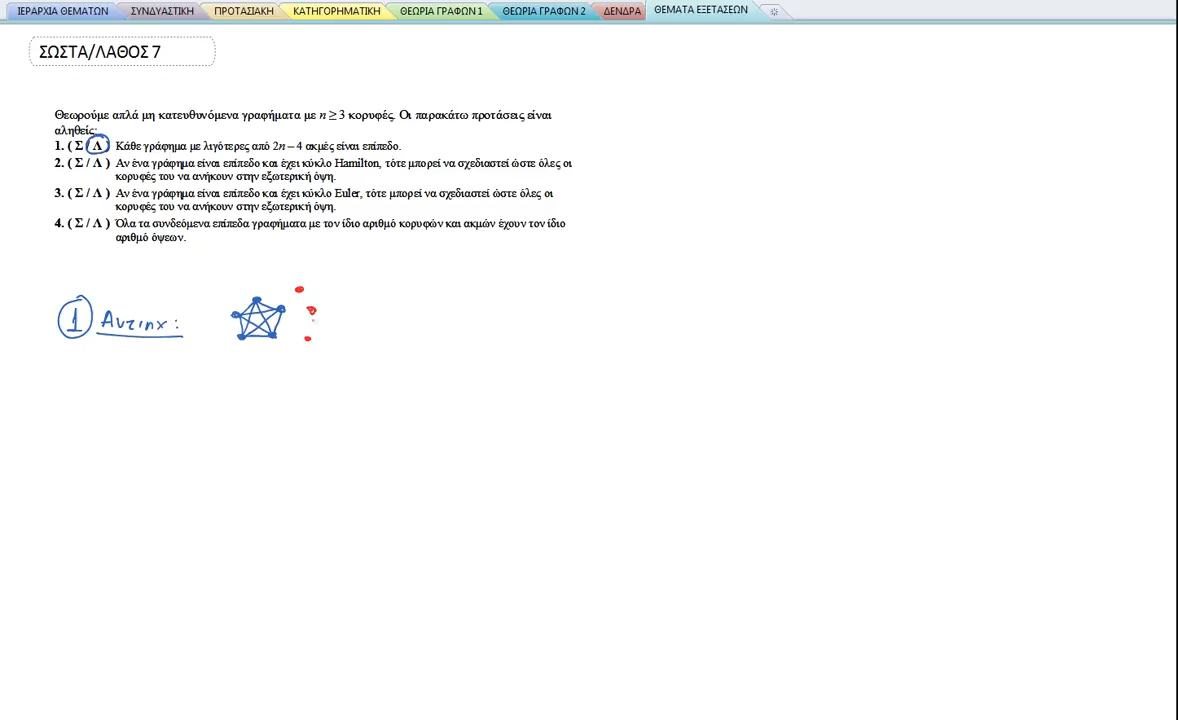 ΙΕΡΑΡΧΙΑ ΘΕΜΑΤΩΝ ΣΥΝΔΥΑΣΤΙΚΗ ΠΡΟΤΑΣΙΑΚΗ ΚΑΤΗΓΟΡΗΜΑΤΙΚΗ ΘΕΩΡΙΑ ΓΡΑΦΩΝ 1 ΘΕΩΡΙΑ ΓΡΑΦΩΝ 2 ΔΕΝΔΡΑ ΘΕΜΑΤΑ ΕΞΕΤΑΣΕΩΝ
ΣΩΣΤΑ/ΛΑΘΟΣ 7
Θεωρούμε απλά μη κατευθυνόμενα γραφήματα με n ≥ 3 κορυφές. Οι παρακάτω προτάσεις είναι
αληθείς:
1. ( Σ / Λ ) Κάθε γράφημα με λιγότερες από 2n – 4 ακμές είναι επίπεδο.
2. ( Σ / Λ ) Αν ένα γράφημα είναι επίπεδο και έχει κύκλο Hamilton, τότε μπορεί να σχεδιαστεί ώστε όλες οι
κορυφές του να ανήκουν στην εξωτερική όψη.
3. ( Σ / Λ ) Αν ένα γράφημα είναι επίπεδο και έχει κύκλο Euler, τότε μπορεί να σχεδιαστεί ώστε όλες οι
κορυφές του να ανήκουν στην εξωτερική όψη.
4. ( Σ / Λ ) Όλα τα συνδεόμενα επίπεδα γραφήματα με τον ίδιο αριθμό κορυφών και ακμών έχουν τον ίδιο
αριθμό όψεων.
1 Αντιπχ: